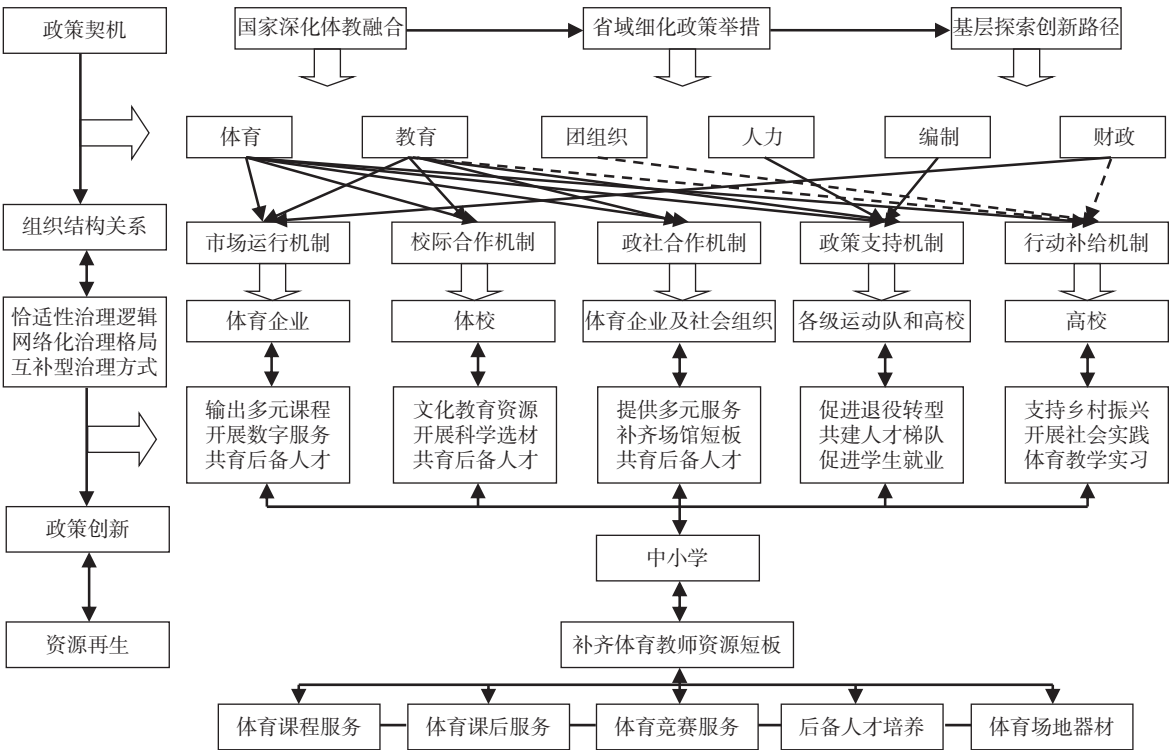 政策契机
国家深化体教融合
省域细化政策举措
基层探索创新路径
体育
教育
团组织
人力
编制
财政
组织结构关系
市场运行机制
校际合作机制
政社合作机制
政策支持机制
行动补给机制
恰适性治理逻辑
网络化治理格局
互补型治理方式
体育企业
体校
体育企业及社会组织
各级运动队和高校
高校
输出多元课程
开展数字服务
共育后备人才
文化教育资源
开展科学选材
共育后备人才
提供多元服务
补齐场馆短板
共育后备人才
促进退役转型
共建人才梯队
促进学生就业
支持乡村振兴
开展社会实践
体育教学实习
政策创新
中小学
资源再生
补齐体育教师资源短板
体育课程服务
体育课后服务
体育竞赛服务
后备人才培养
体育场地器材